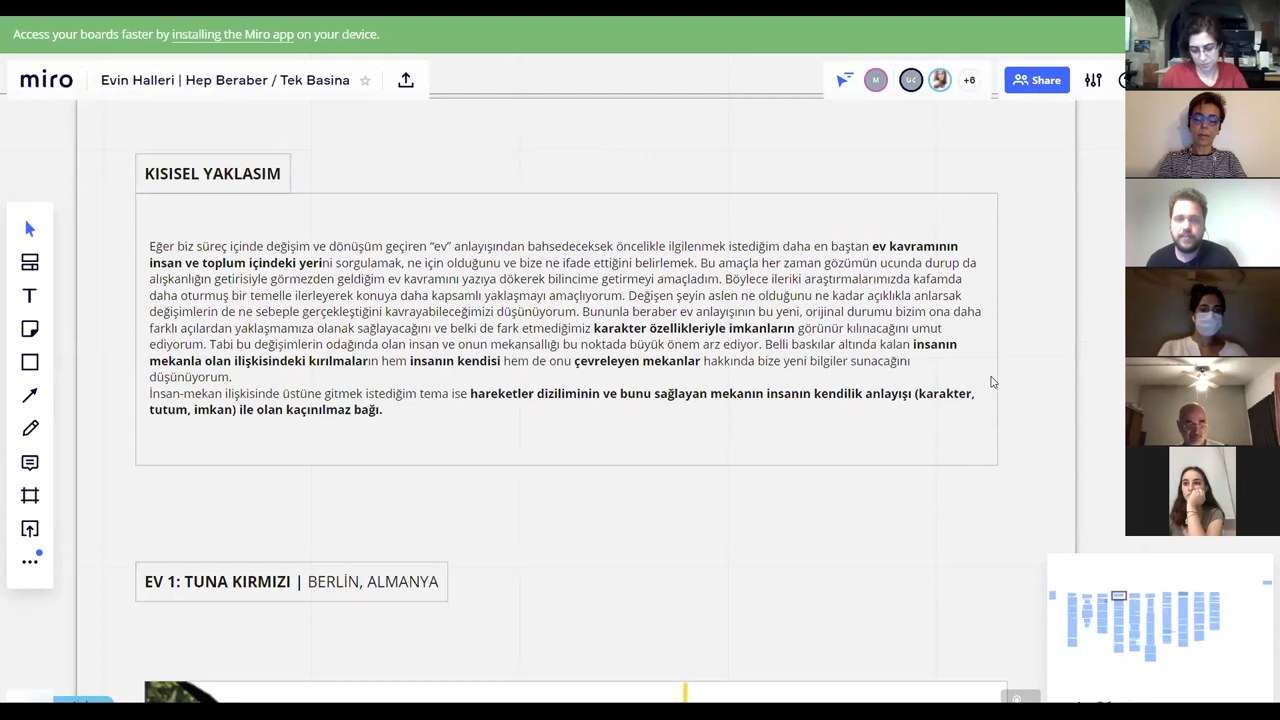 Access your boards faster by installing the Miro app on your device.
miro
Evin Halleri | Hep Beraber / Tek Basina
M
UC
+6
Share
KISISEL YAKLASIM
Eğer biz süreç içinde değişim ve dönüşüm geçiren “ev” anlayışından bahsedeceksek öncelikle ilgilenmek istediğim daha en baştan ev kavramının
insan ve toplum içindeki yerini sorgulamak, ne için olduğunu ve bize ne ifade ettiğini belirlemek. Bu amaçla her zaman gözümün ucunda durup da
alışkanlığın getirisiyle görmezden geldiğim ev kavramını yazıya dökerek bilincime getirmeyi amaçladım. Böylece ileriki araştırmalarımızda kafamda
daha oturmuş bir temelle ilerleyerek konuya daha kapsamlı yaklaşmayı amaçlıyorum. Değişen şeyin aslen ne olduğunu ne kadar açıklıkla anlarsak
değişimlerin de ne sebeple gerçekleştiğini kavrayabileceğimizi düşünüyorum. Bununla beraber ev anlayışının bu yeni, orijinal durumu bizim ona daha
farklı açılardan yaklaşmamıza olanak sağlayacağını ve belki de fark etmediğimiz karakter özellikleriyle imkanların görünür kılınacağını umut
ediyorum. Tabi bu değişimlerin odağında olan insan ve onun mekansallığı bu noktada büyük önem arz ediyor. Belli baskılar altında kalan insanın
mekanla olan ilişkisindeki kırılmaların hem insanın kendisi hem de onu çevreleyen mekanlar hakkında bize yeni bilgiler sunacağını
düşünüyorum.
İnsan-mekan ilişkisinde üstüne gitmek istediğim tema ise hareketler diziliminin ve bunu sağlayan mekanın insanın kendilik anlayışı (karakter,
tutum, imkan) ile olan kaçınılmaz bağı.
EV 1: TUNA KIRMIZI | BERLİN, ALMANYA